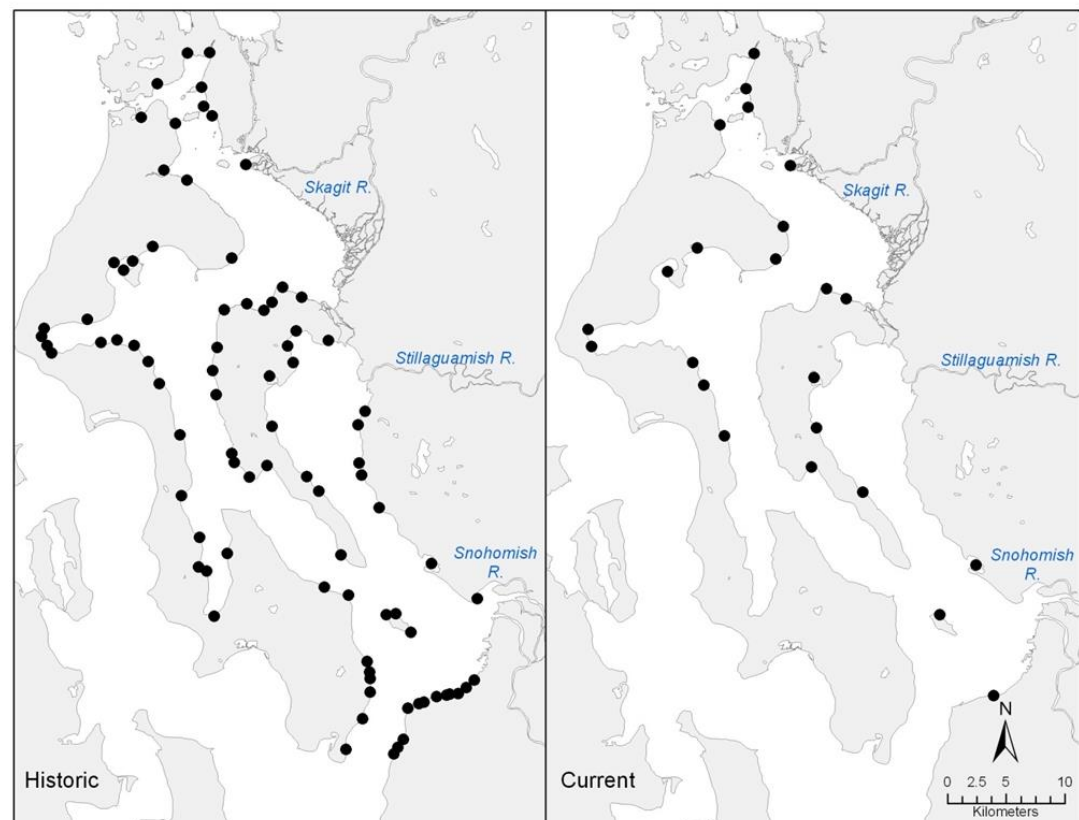 Skagit R.
Stillaguamish R.
Snohomish
R.
Historic
Skagit R.
Stillaguamish R.
Snohomish
R.
N
0 2.5 5 10
Kilometers
Current